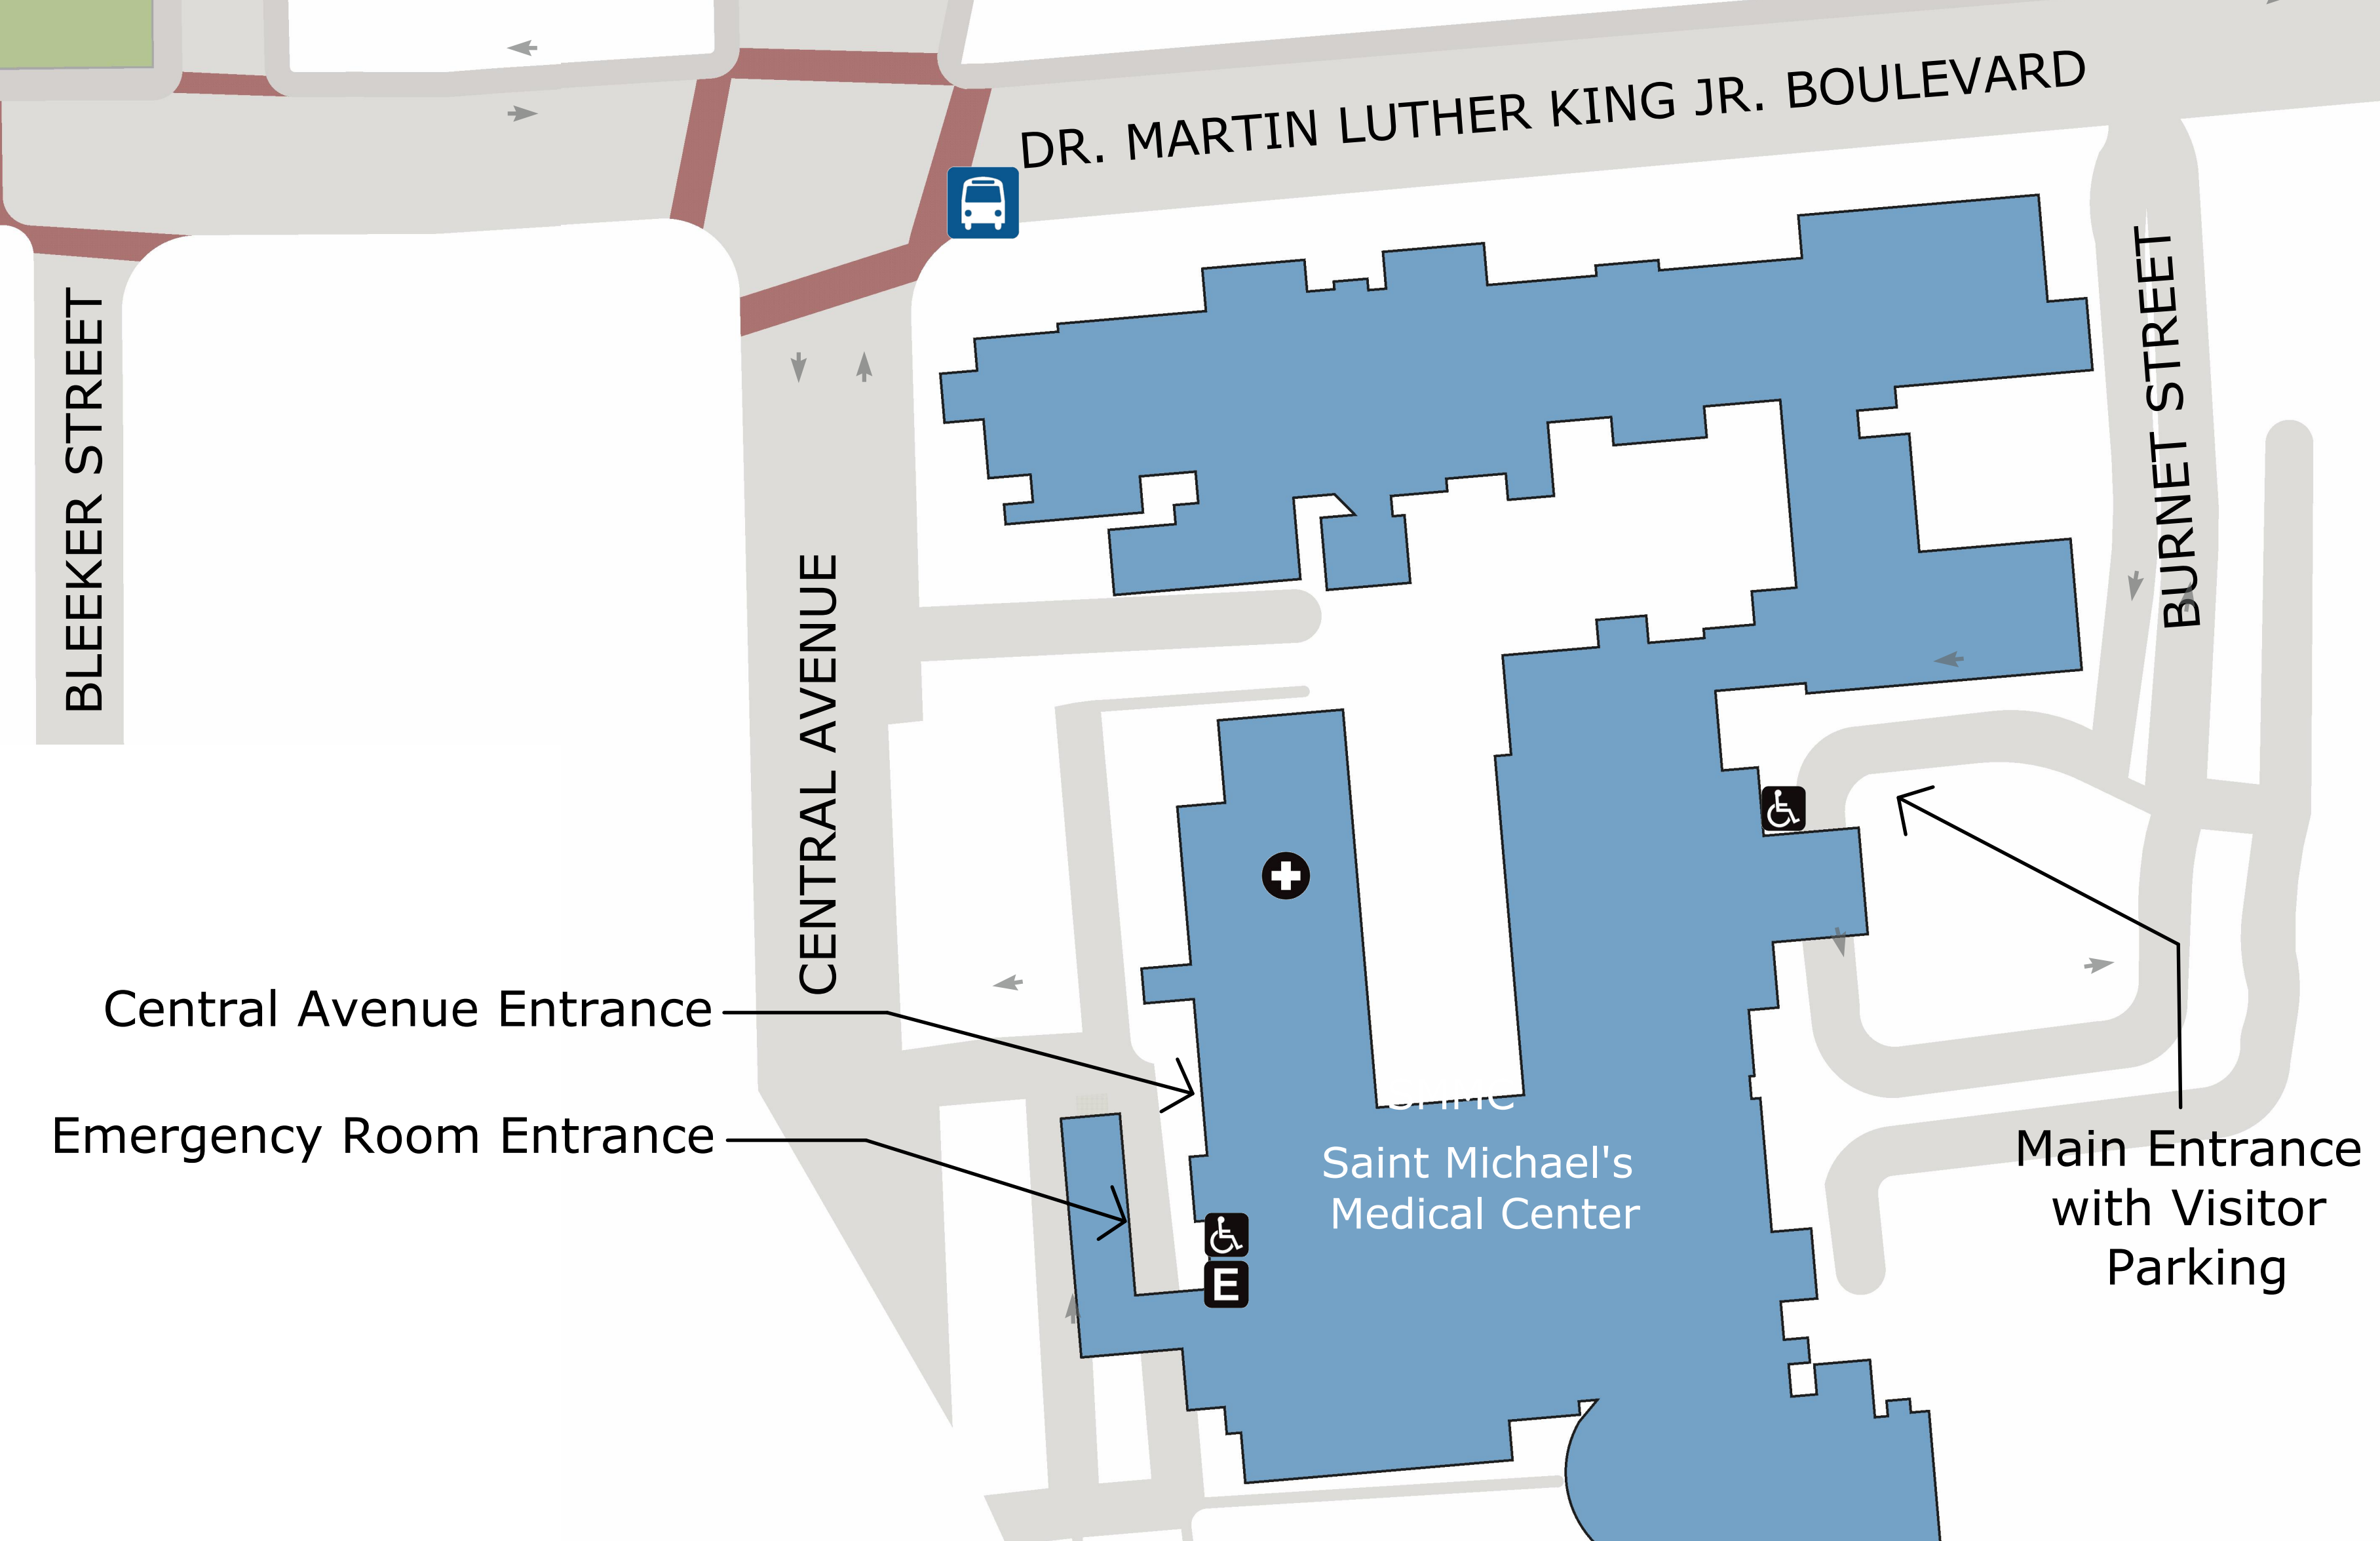 DR. MARTIN LUTHER KING JR. BOULEVARD
BLEEKER STREET
CENTRAL AVENUE
BURNET STREET
Central Avenue Entrance
Emergency Room Entrance
Saint Michael's
Medical Center
E
Main Entrance
with Visitor
Parking